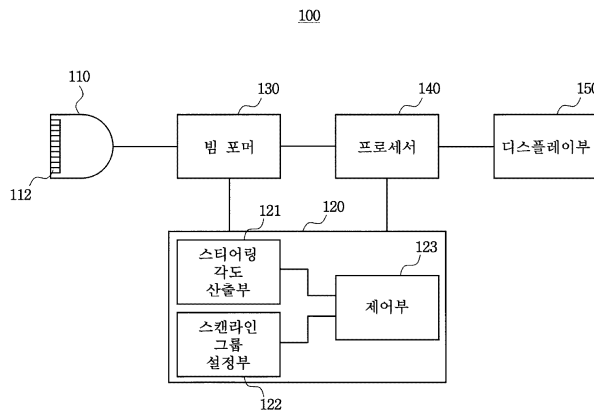 100
110
130
140
150
빔 포머
프로세서
디스플레이부
112
121
120
123
스티어링
각도
산출부
제어부
스캔라인
그룹
설정부
122